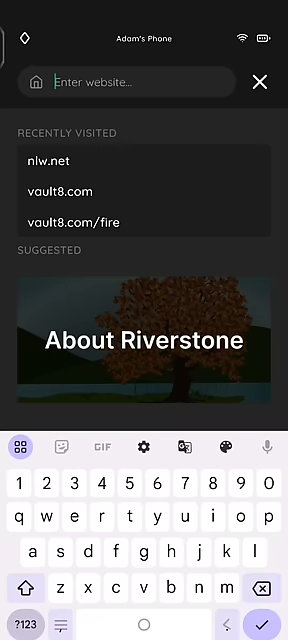 Adam's Phone
Enter website...
RECENTLY VISITED
nlw.net
vault8.com
vault8.com/fire
SUGGESTED
About Riverstone
GIF
1 2 3 4 5 6 7 8 9 0
q w e r t y u i o p
a s d f g h j k l
z x c v b n m
?123